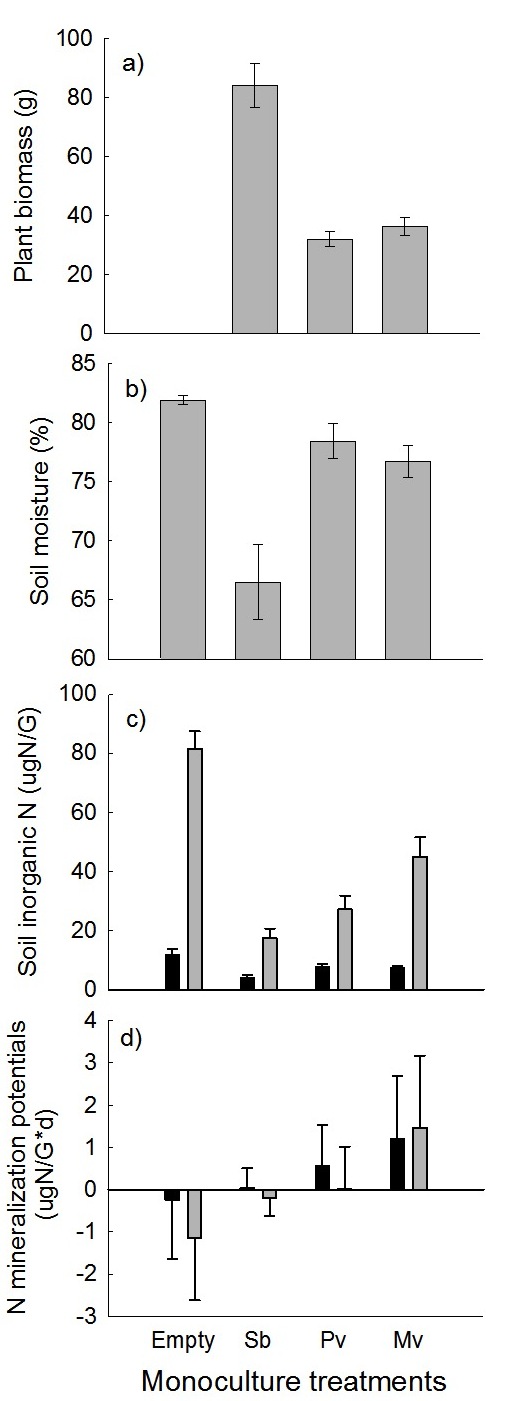 a)
Plant biomass (g)
100
80
60
40
20
0
b)
Soil moisture (%)
85
80
75
70
65
60
c)
Soil inorganic N (ugN/G)
100
80
60
40
20
0
d)
N mineralization potentials
(ugN/G*d)
4
3
2
1
0
-1
-2
-3
Empty Sb Pv Mv
Monoculture treatments